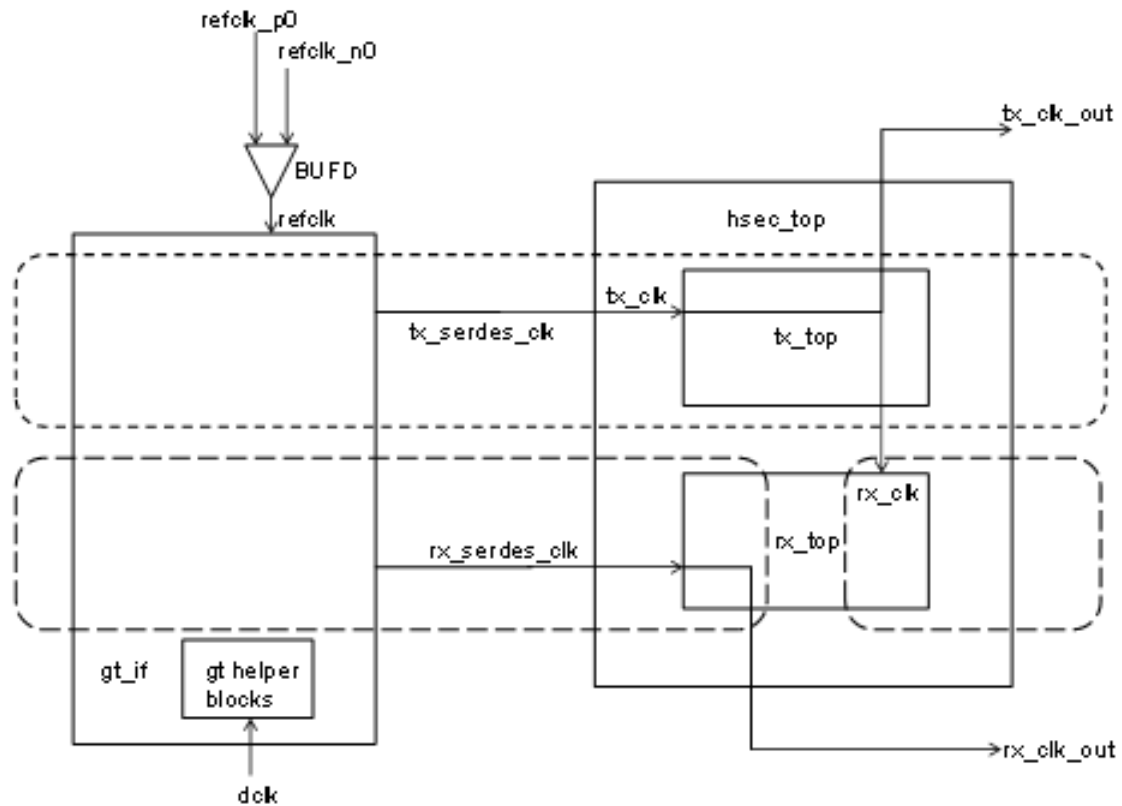 refclk_p0
refclk_n0
tx_clk_out
BUFD
refclk
hsec_top
tx_clk
tx_serdes_clk
tx_top
rx_clk
rx_serdes_clk
rx_top
gt_if
gt helper
blocks
rx_clk_out
dclk